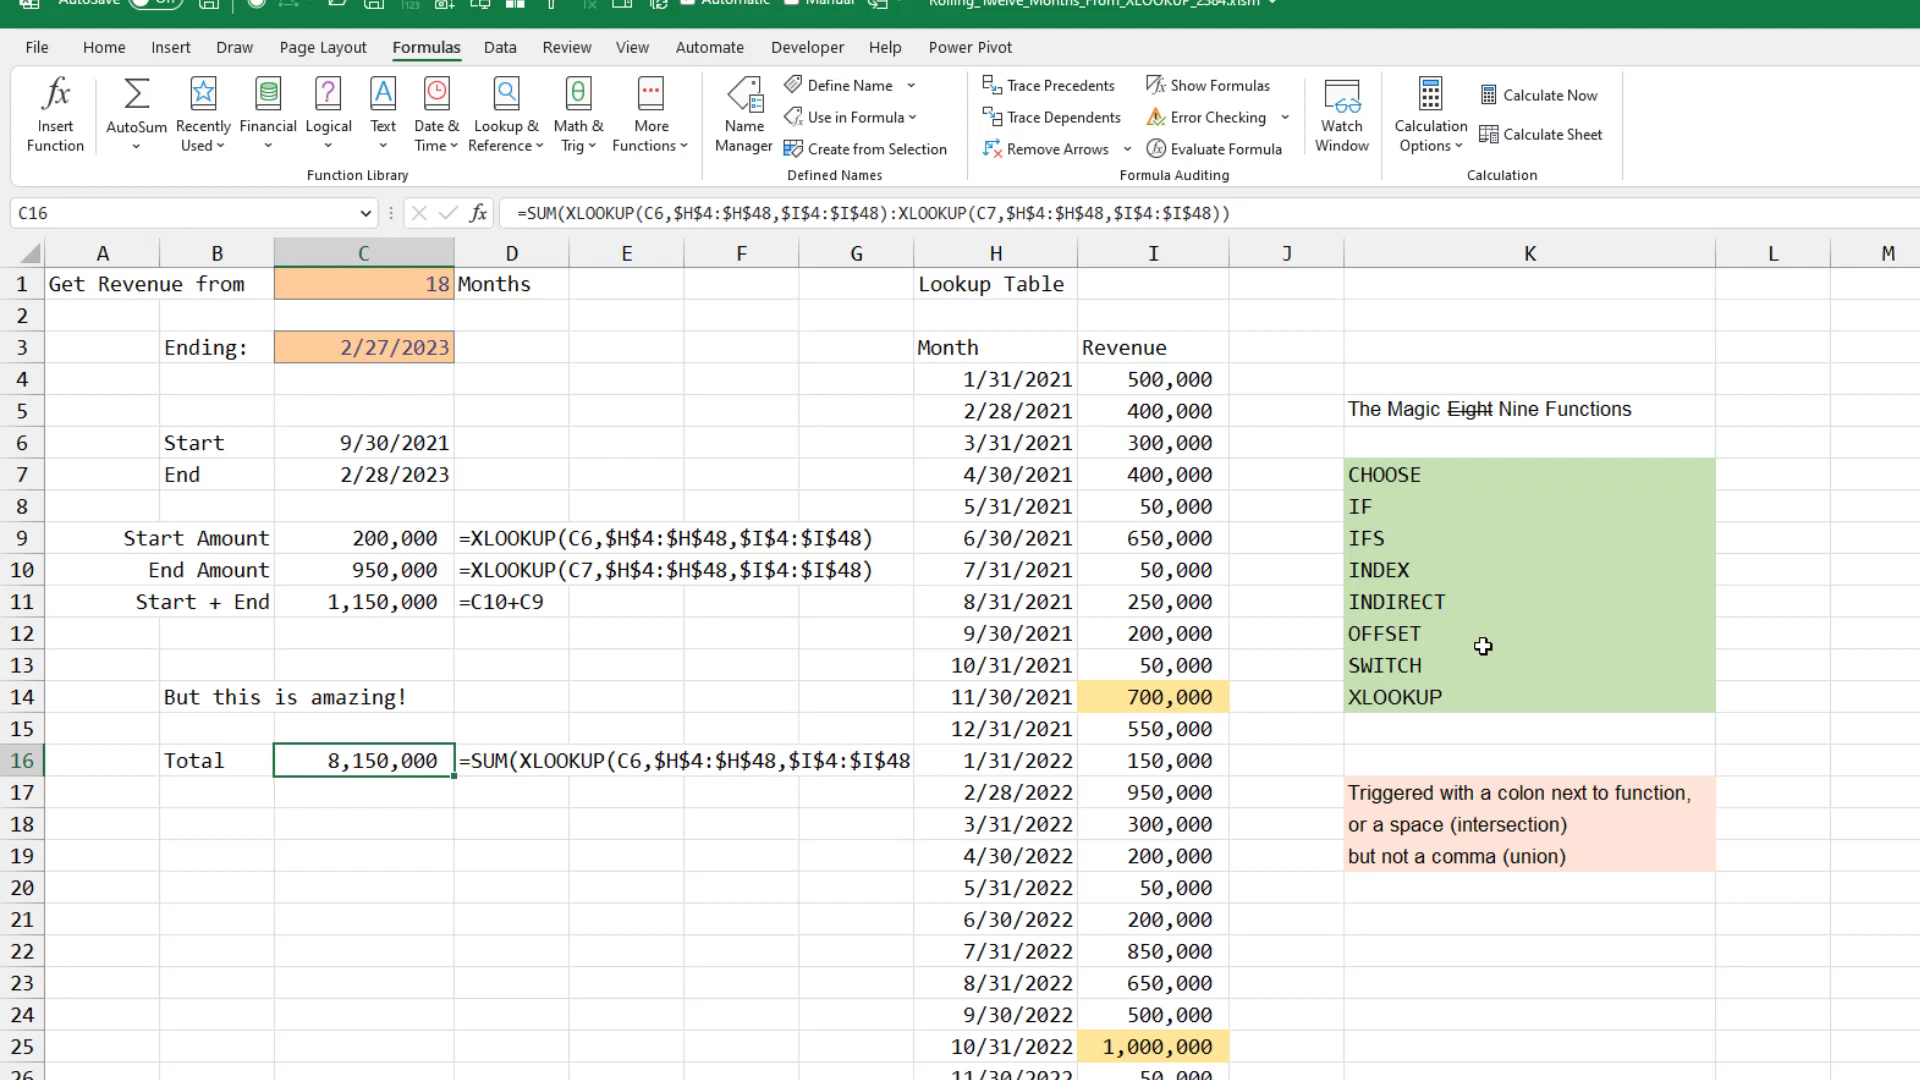 AutoSave On Automatic Manual Rolling_Twelve_Months_From_XLOOKUP_2584.xlsm
File Home Insert Draw Page Layout Formulas Data Review View Automate Developer Help Power Pivot
Insert Function
AutoSum
Recently Used
Financial
Logical
Text
Date & Time
Lookup & Reference
Math & Trig
More Functions
Function Library
Name Manager
Define Name
Use in Formula
Create from Selection
Defined Names
Trace Precedents
Trace Dependents
Remove Arrows
Show Formulas
Error Checking
Evaluate Formula
Formula Auditing
Watch Window
Calculation Options
Calculate Now
Calculate Sheet
Calculation
C16 fx =SUM(XLOOKUP(C6,$H$4:$H$48,$I$4:$I$48):XLOOKUP(C7,$H$4:$H$48,$I$4:$I$48))
A B C D E F G H I J K L M
1 Get Revenue from 18 Months Lookup Table
2
3 Ending: 2/27/2023 Month Revenue
4 1/31/2021 500,000
5 2/28/2021 400,000 The Magic Eight Nine Functions
6 Start 9/30/2021 3/31/2021 300,000
7 End 2/28/2023 4/30/2021 400,000 CHOOSE
8 5/31/2021 50,000 IF
9 Start Amount 200,000 =XLOOKUP(C6,$H$4:$H$48,$I$4:$I$48) 6/30/2021 650,000 IFS
10 End Amount 950,000 =XLOOKUP(C7,$H$4:$H$48,$I$4:$I$48) 7/31/2021 50,000 INDEX
11 Start + End 1,150,000 =C10+C9 8/31/2021 250,000 INDIRECT
12 9/30/2021 200,000 OFFSET
13 10/31/2021 50,000 SWITCH
14 But this is amazing! 11/30/2021 700,000 XLOOKUP
15 12/31/2021 550,000
16 Total 8,150,000 =SUM(XLOOKUP(C6,$H$4:$H$48,$I$4:$I$48 1/31/2022 150,000
17 2/28/2022 950,000 Triggered with a colon next to function,
18 3/31/2022 300,000 or a space (intersection)
19 4/30/2022 200,000 but not a comma (union)
20 5/31/2022 50,000
21 6/30/2022 200,000
22 7/31/2022 850,000
23 8/31/2022 650,000
24 9/30/2022 500,000
25 10/31/2022 1,000,000
26 11/30/2022 50,000